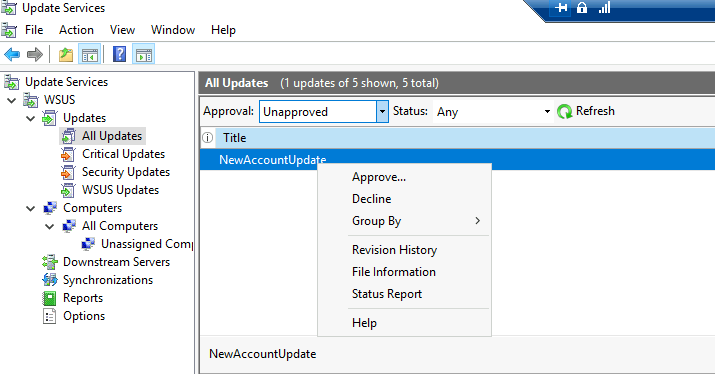 Update Services
File Action View Window Help
Update Services
WSUS
Updates
All Updates
Critical Updates
Security Updates
WSUS Updates
Computers
All Computers
Unassigned Comp
Downstream Servers
Synchronizations
Reports
Options
All Updates (1 updates of 5 shown, 5 total)
Approval: Unapproved Status: Any Refresh
Title
NewAccountUpdate
Approve...
Decline
Group By
Revision History
File Information
Status Report
Help
NewAccountUpdate